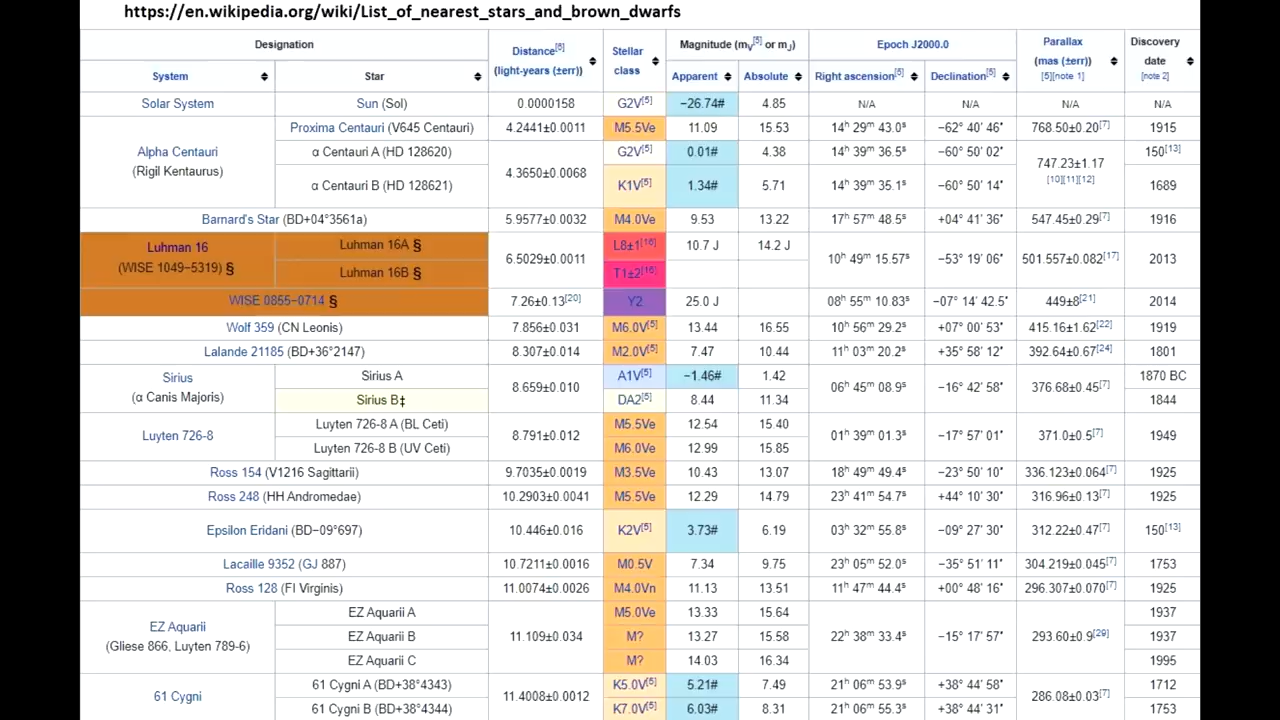 https://en.wikipedia.org/wiki/List_of_nearest_stars_and_brown_dwarfs
Designation Distance[6] (light-years (±err)) Stellar class Magnitude (mV[5] or mJ) Epoch J2000.0 Parallax (mas (±err)) [5][note 1] Discovery date [note 2]
System Star Apparent Absolute Right ascension[5] Declination[5]
Solar System Sun (Sol) 0.0000158 G2V[5] −26.74# 4.85 N/A N/A N/A N/A
Alpha Centauri (Rigil Kentaurus) Proxima Centauri (V645 Centauri) 4.2441±0.0011 M5.5Ve 11.09 15.53 14h 29m 43.0s −62° 40′ 46″ 768.50±0.20[7] 1915
α Centauri A (HD 128620) 4.3650±0.0068 G2V[5] 0.01# 4.38 14h 39m 36.5s −60° 50′ 02″ 747.23±1.17 [10][11][12] 150[13]
α Centauri B (HD 128621) K1V[5] 1.34# 5.71 14h 39m 35.1s −60° 50′ 14″ 1689
Barnard's Star (BD+04°3561a) 5.9577±0.0032 M4.0Ve 9.53 13.22 17h 57m 48.5s +04° 41′ 36″ 547.45±0.29[7] 1916
Luhman 16 (WISE 1049−5319) § Luhman 16A § 6.5029±0.0011 L8±1[16] 10.7 J 14.2 J 10h 49m 15.57s −53° 19′ 06″ 501.557±0.082[17] 2013
Luhman 16B § T1±2[16]
WISE 0855−0714 § 7.26±0.13[20] Y2 25.0 J 08h 55m 10.83s −07° 14′ 42.5″ 449±8[21] 2014
Wolf 359 (CN Leonis) 7.856±0.031 M6.0V[5] 13.44 16.55 10h 56m 29.2s +07° 00′ 53″ 415.16±1.62[22] 1919
Lalande 21185 (BD+36°2147) 8.307±0.014 M2.0V[5] 7.47 10.44 11h 03m 20.2s +35° 58′ 12″ 392.64±0.67[24] 1801
Sirius (α Canis Majoris) Sirius A 8.659±0.010 A1V[5] −1.46# 1.42 06h 45m 08.9s −16° 42′ 58″ 376.68±0.45[7] 1870 BC
Sirius B‡ DA2[5] 8.44 11.34 1844
Luyten 726-8 Luyten 726-8 A (BL Ceti) 8.791±0.012 M5.5Ve 12.54 15.40 01h 39m 01.3s −17° 57′ 01″ 371.0±0.5[7] 1949
Luyten 726-8 B (UV Ceti) M6.0Ve 12.99 15.85
Ross 154 (V1216 Sagittarii) 9.7035±0.0019 M3.5Ve 10.43 13.07 18h 49m 49.4s −23° 50′ 10″ 336.123±0.064[7] 1925
Ross 248 (HH Andromedae) 10.2903±0.0041 M5.5Ve 12.29 14.79 23h 41m 54.7s +44° 10′ 30″ 316.96±0.13[7] 1925
Epsilon Eridani (BD−09°697) 10.446±0.016 K2V[5] 3.73# 6.19 03h 32m 55.8s −09° 27′ 30″ 312.22±0.47[7] 150[13]
Lacaille 9352 (GJ 887) 10.7211±0.0016 M0.5V 7.34 9.75 23h 05m 52.0s −35° 51′ 11″ 304.219±0.045[7] 1753
Ross 128 (FI Virginis) 11.0074±0.0026 M4.0Vn 11.13 13.51 11h 47m 44.4s +00° 48′ 16″ 296.307±0.070[7] 1925
EZ Aquarii (Gliese 866, Luyten 789-6) EZ Aquarii A 11.109±0.034 M5.0Ve 13.33 15.64 22h 38m 33.4s −15° 17′ 57″ 293.60±0.9[29] 1937
EZ Aquarii B M? 13.27 15.58 1937
EZ Aquarii C M? 14.03 16.34 1995
61 Cygni 61 Cygni A (BD+38°4343) 11.4008±0.0012 K5.0V[5] 5.21# 7.49 21h 06m 53.9s +38° 44′ 58″ 286.08±0.03[7] 1712
61 Cygni B (BD+38°4344) K7.0V[5] 6.03# 8.31 21h 06m 55.3s +38° 44′ 31″ 1753